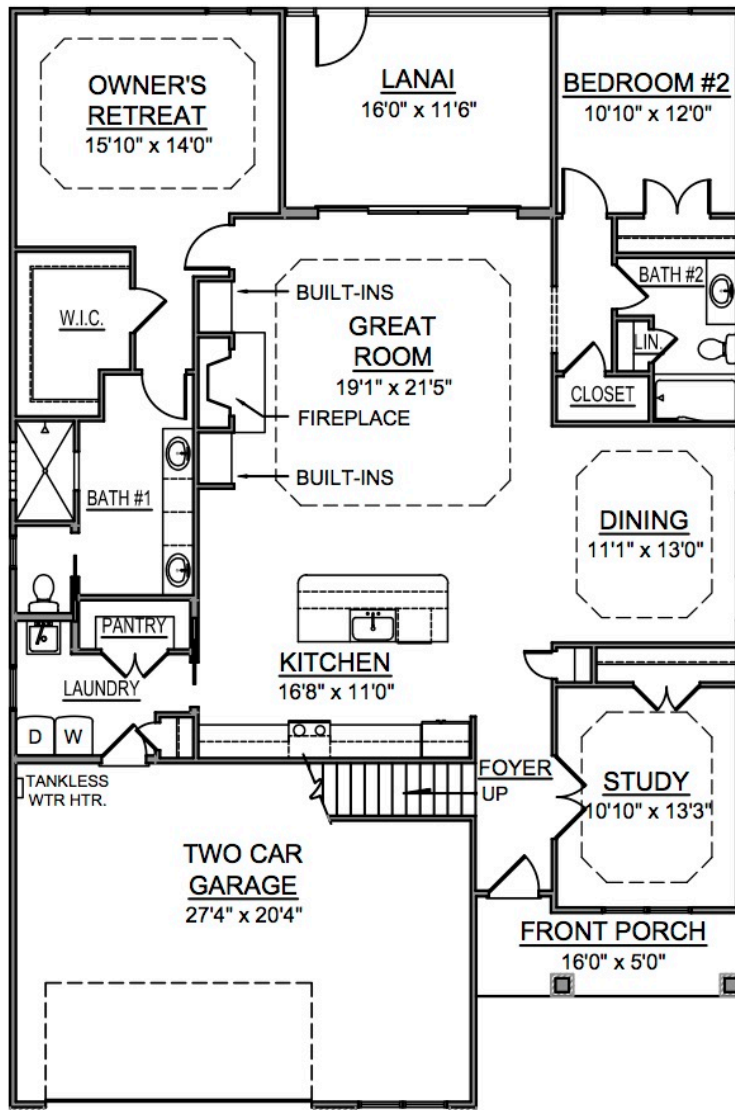 OWNER'S
RETREAT
15'10" x 14'0"
LANAI
16'0" x 11'6"
BEDROOM #2
10'10" x 12'0"
W.I.C.
BUILT-INS
GREAT
ROOM
19'1" x 21'5"
FIREPLACE
BUILT-INS
BATH #2
LIN.
CLOSET
BATH #1
DINING
11'1" x 13'0"
PANTRY
LAUNDRY
D
W
KITCHEN
16'8" x 11'0"
TANKLESS
WTR HTR.
FOYER
UP
STUDY
10'10" x 13'3"
TWO CAR
GARAGE
27'4" x 20'4"
FRONT PORCH
16'0" x 5'0"